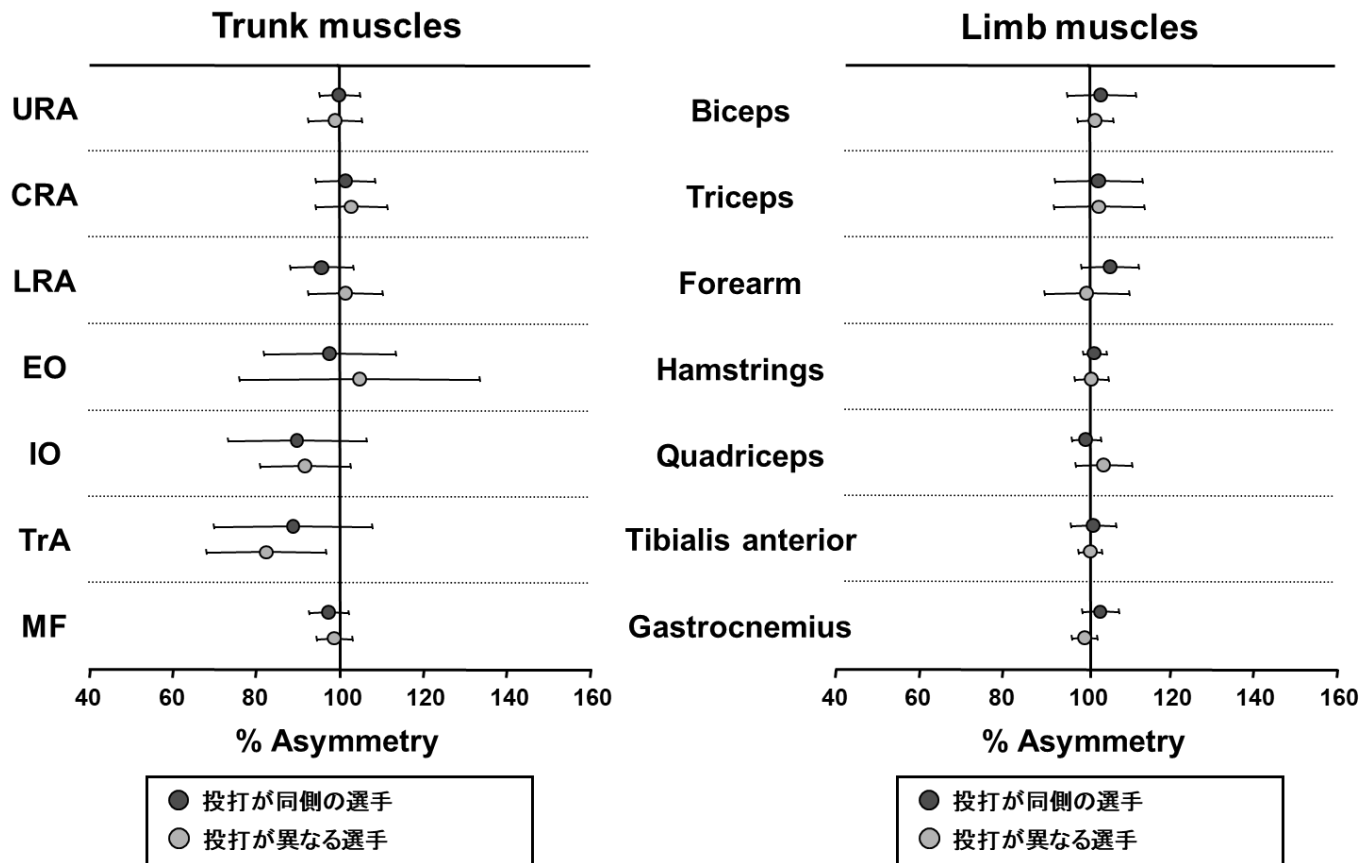 Trunk muscles
URA
CRA
LRA
EO
IO
TrA
MF
40 60 80 100 120 140 160
% Asymmetry
投打が同側の選手
投打が異なる選手
Limb muscles
Biceps
Triceps
Forearm
Hamstrings
Quadriceps
Tibialis anterior
Gastrocnemius
40 60 80 100 120 140 160
% Asymmetry
投打が同側の選手
投打が異なる選手